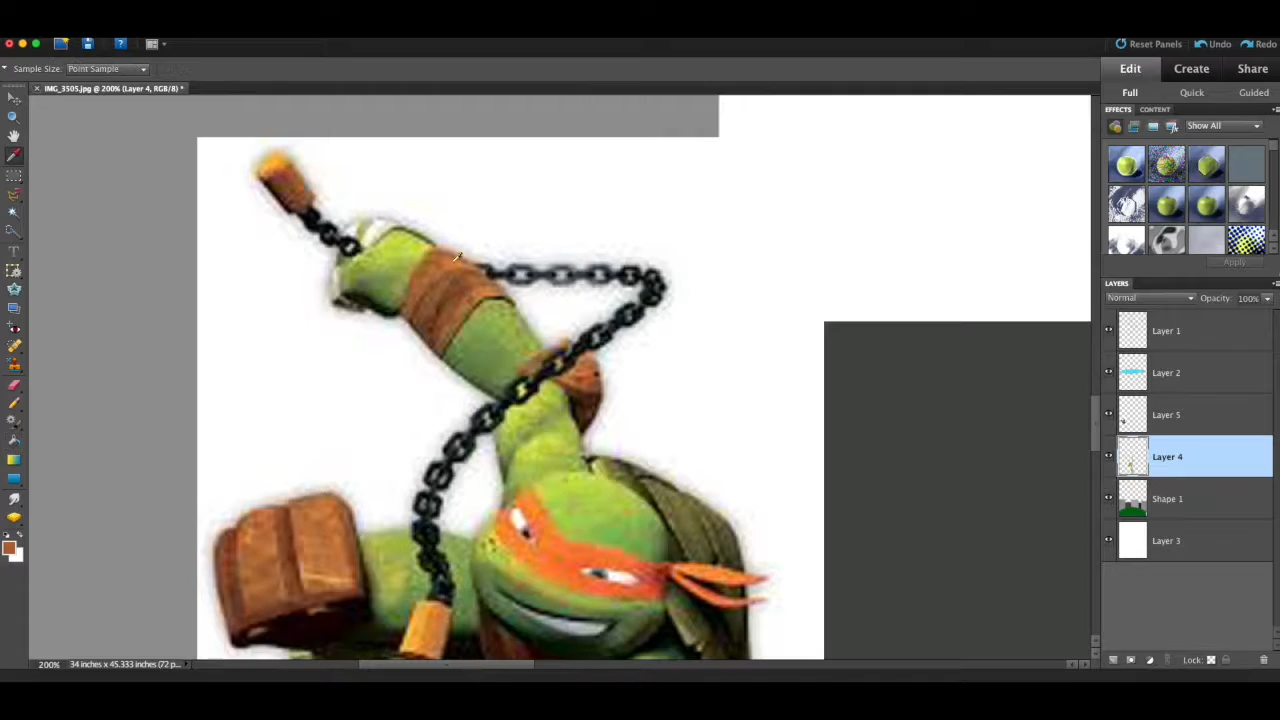 Reset Panels Undo Redo
Sample Size: Point Sample
Edit Create Share
IMG_3505.jpg @ 200% (Layer 4, RGB/8) *
Full Quick Guided
EFFECTS CONTENT
Show All
Apply
LAYERS
Normal Opacity: 100%
Layer 1
Layer 2
Layer 5
Layer 4
Shape 1
Layer 3
200% 34 inches x 45.333 inches (72 p...
Lock: